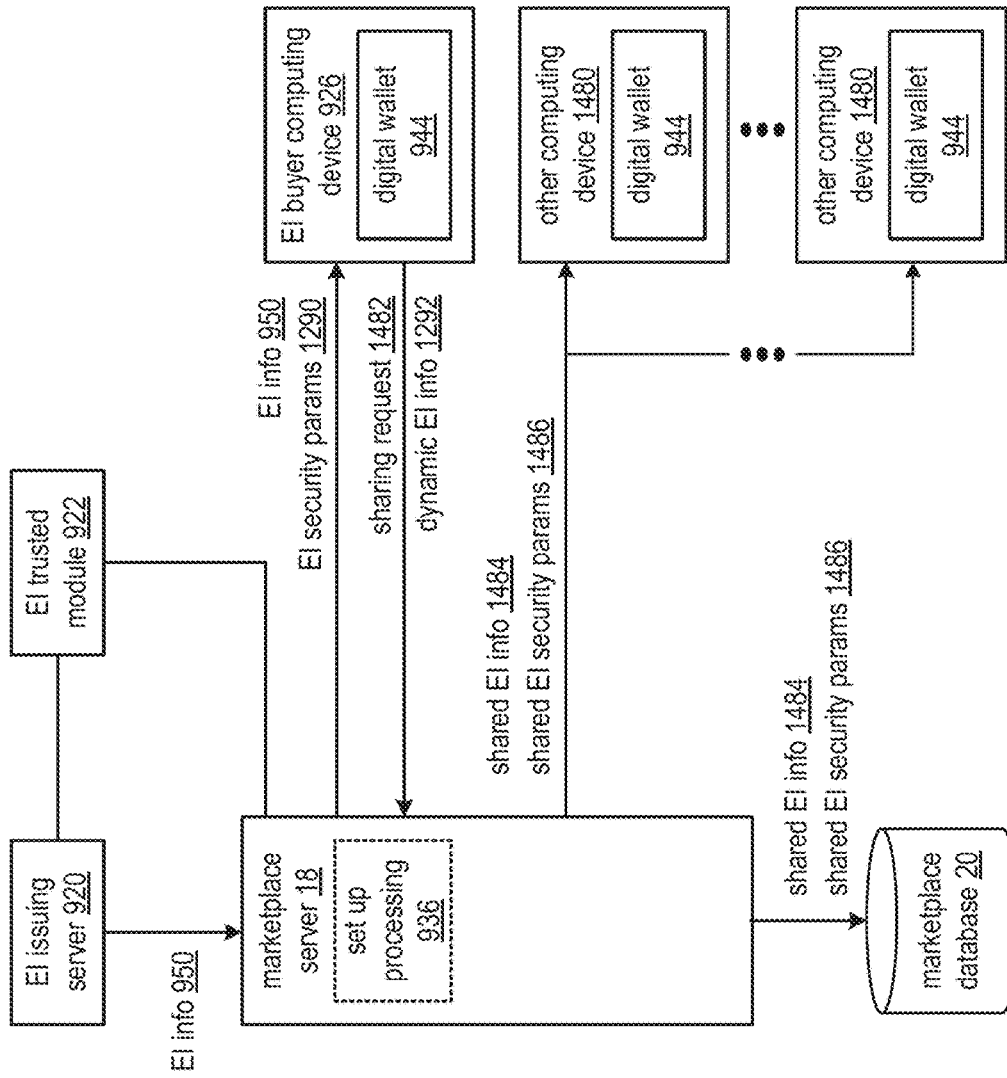 EI issuing
server 920
EI trusted
module 922
EI info 950
marketplace
server 18
set up
processing
936
EI info 950
EI security params 1290
sharing request 1482
dynamic EI info 1292
EI buyer computing
device 926
digital wallet
944
shared EI info 1484
shared EI security params 1486
other computing
device 1480
digital wallet
944
other computing
device 1480
digital wallet
944
shared EI info 1484
shared EI security params 1486
marketplace
database 20